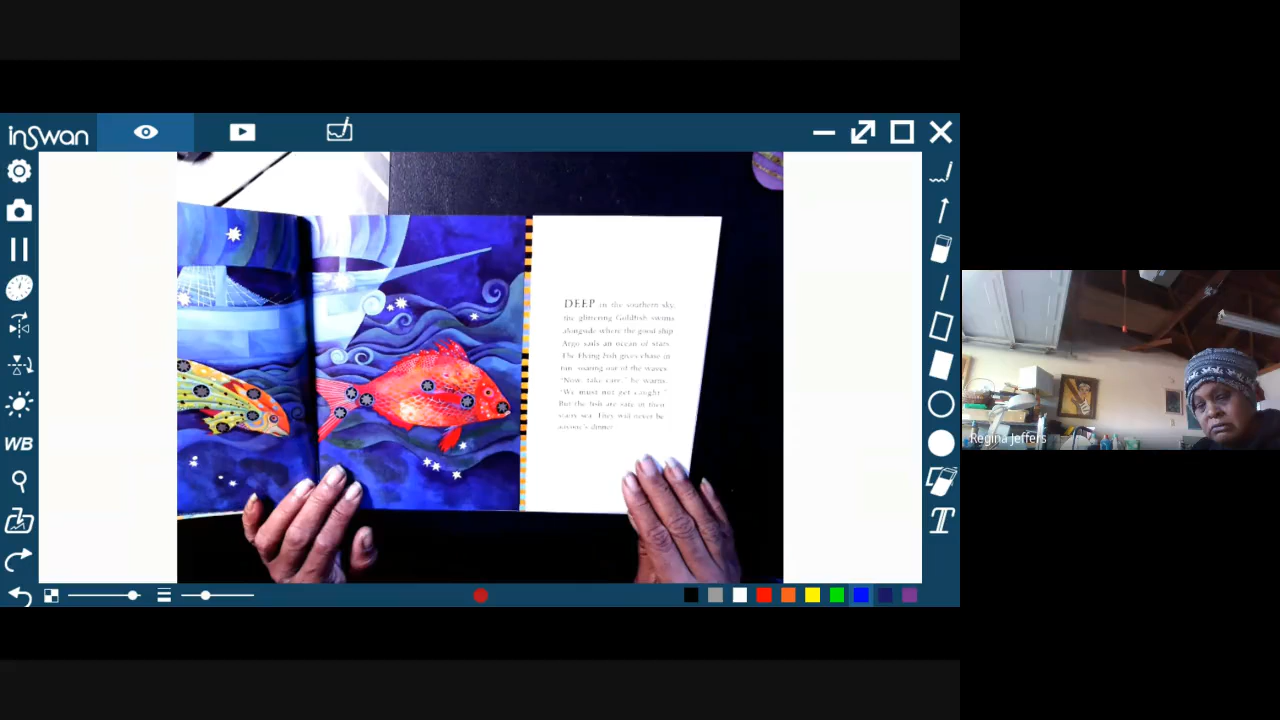 inSwan
WB
T
DEEP in the southern sky,
the glittering Goldfish swims
alongside where the good ship
Argo sails an ocean of stars.
The Flying Fish gives chase in
fun, soaring out of the waves.
"Now, take care," he warns.
"We must not get caught."
But the fish are safe in their
starry sea. They will never be
anyone's dinner.
Regina Jeffers